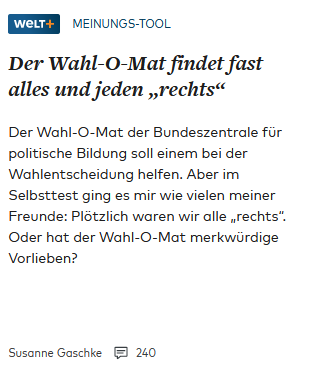 WELT+ MEINUNGS-TOOL
Der Wahl-O-Mat findet fast
alles und jeden „rechts“
Der Wahl-O-Mat der Bundeszentrale für
politische Bildung soll einem bei der
Wahlentscheidung helfen. Aber im
Selbsttest ging es mir wie vielen meiner
Freunde: Plötzlich waren wir alle „rechts“.
Oder hat der Wahl-O-Mat merkwürdige
Vorlieben?
Susanne Gaschke 240